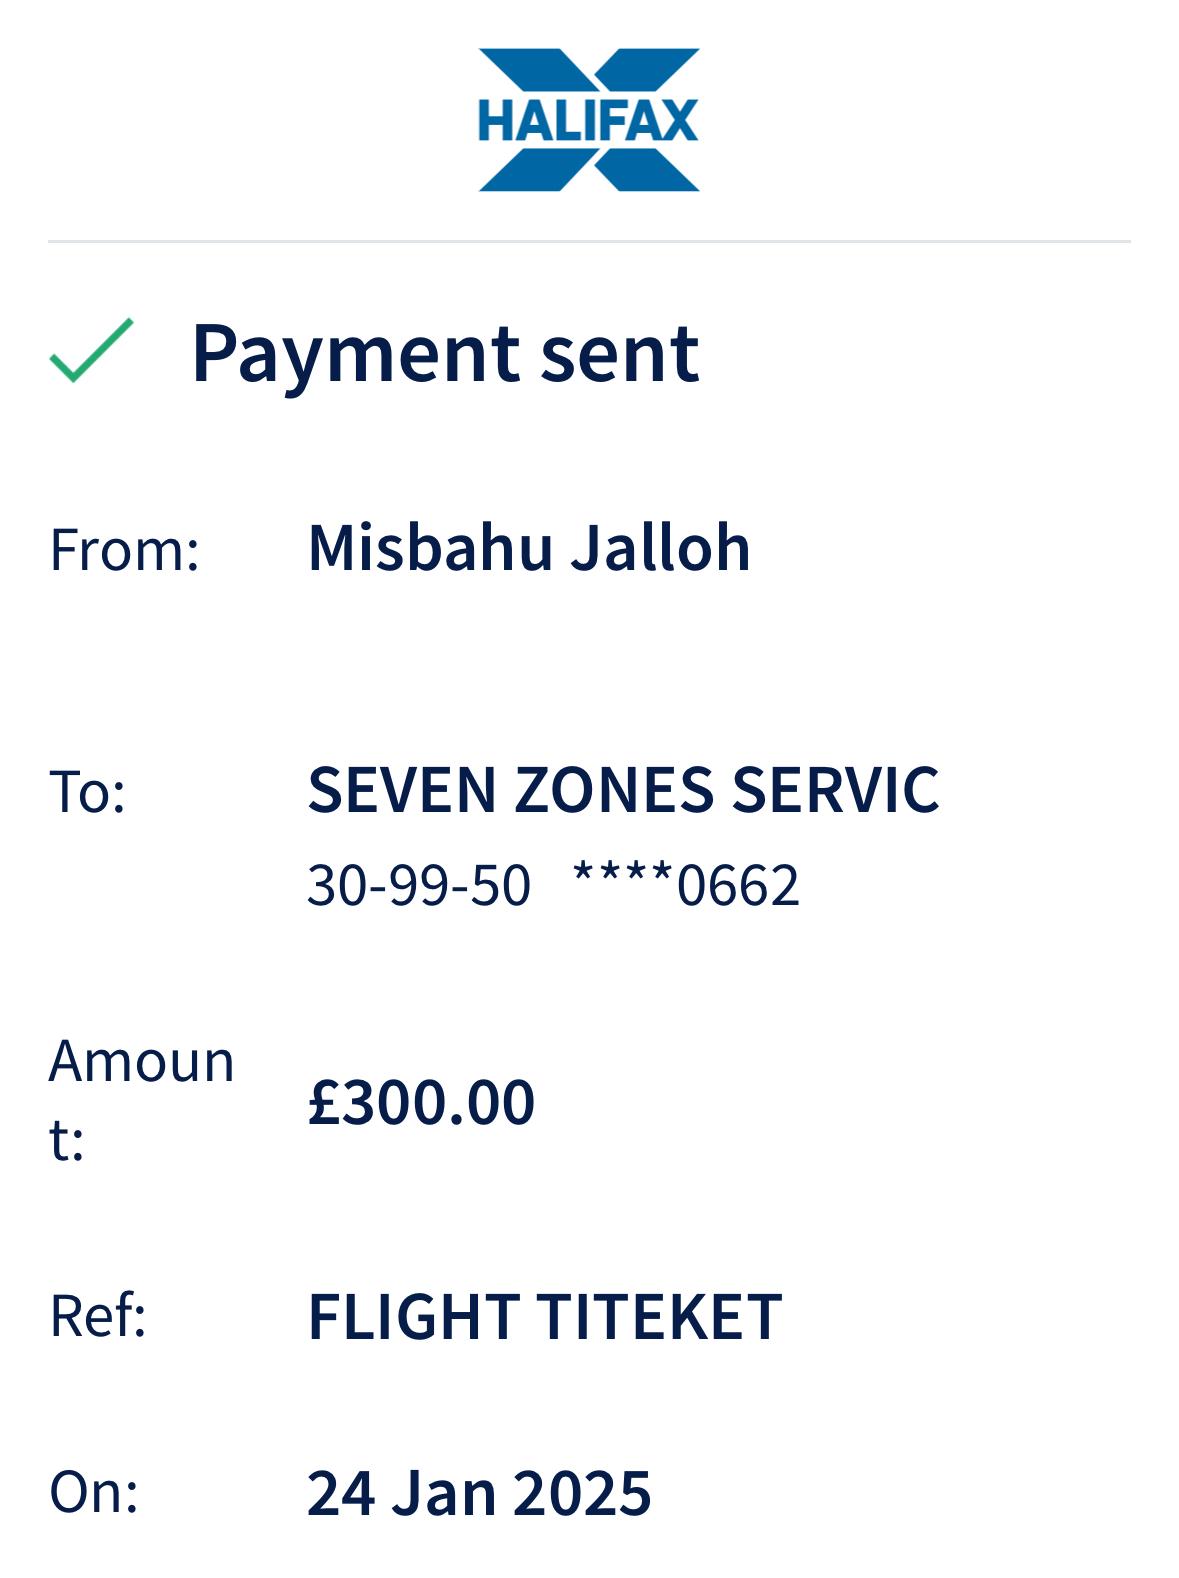 HALIFAX
Payment sent
From: Misbahu Jalloh
To: SEVEN ZONES SERVIC
30-99-50 ****0662
Amoun
t: £300.00
Ref: FLIGHT TITEKET
On: 24 Jan 2025